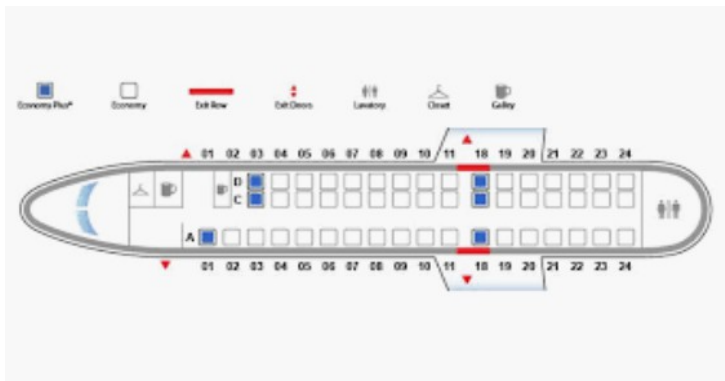 Economy Plus® Economy Exit Row Exit Doors Lavatory Closet Galley
01 02 03 04 05 06 07 08 09 10 11 18 19 20 21 22 23 24
D
C
A
01 02 03 04 05 06 07 08 09 10 11 18 19 20 21 22 23 24